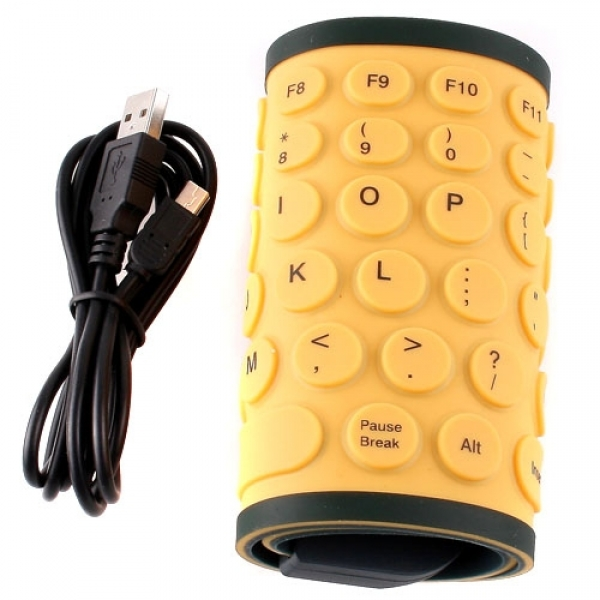 F8 F9 F10 F11
* ( ) _
8 9 0 -
I O P { [
K L : ; " '
M < , > . ? /
Pause
Break
Alt